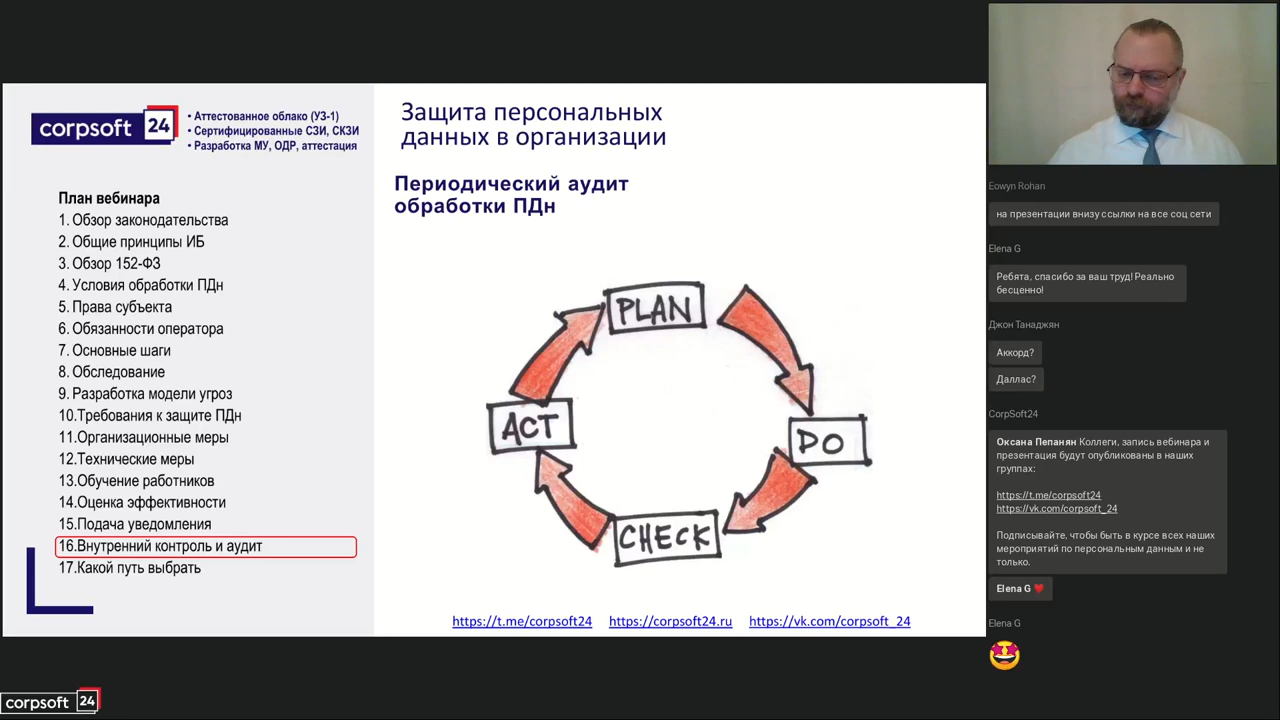 corpsoft 24
• Аттестованное облако (УЗ-1)
• Сертифицированные СЗИ, СКЗИ
• Разработка МУ, ОДР, аттестация
План вебинара
1. Обзор законодательства
2. Общие принципы ИБ
3. Обзор 152-ФЗ
4. Условия обработки ПДн
5. Права субъекта
6. Обязанности оператора
7. Основные шаги
8. Обследование
9. Разработка модели угроз
10.Требования к защите ПДн
11.Организационные меры
12.Технические меры
13.Обучение работников
14.Оценка эффективности
15.Подача уведомления
16.Внутренний контроль и аудит
17.Какой путь выбрать
Защита персональных
данных в организации
Периодический аудит
обработки ПДн
PLAN
DO
CHECK
ACT
https://t.me/corpsoft24 https://corpsoft24.ru https://vk.com/corpsoft_24
Eowyn Rohan
на презентации внизу ссылки на все соц сети
Elena G
Ребята, спасибо за ваш труд! Реально
бесценно!
Джон Танаджян
Аккорд?
Даллас?
CorpSoft24
Оксана Пепанян Коллеги, запись вебинара и
презентация будут опубликованы в наших
группах:
https://t.me/corpsoft24
https://vk.com/corpsoft_24
Подписывайте, чтобы быть в курсе всех наших
мероприятий по персональным данным и не
только.
Elena G ♥
Elena G
🤩
corpsoft 24